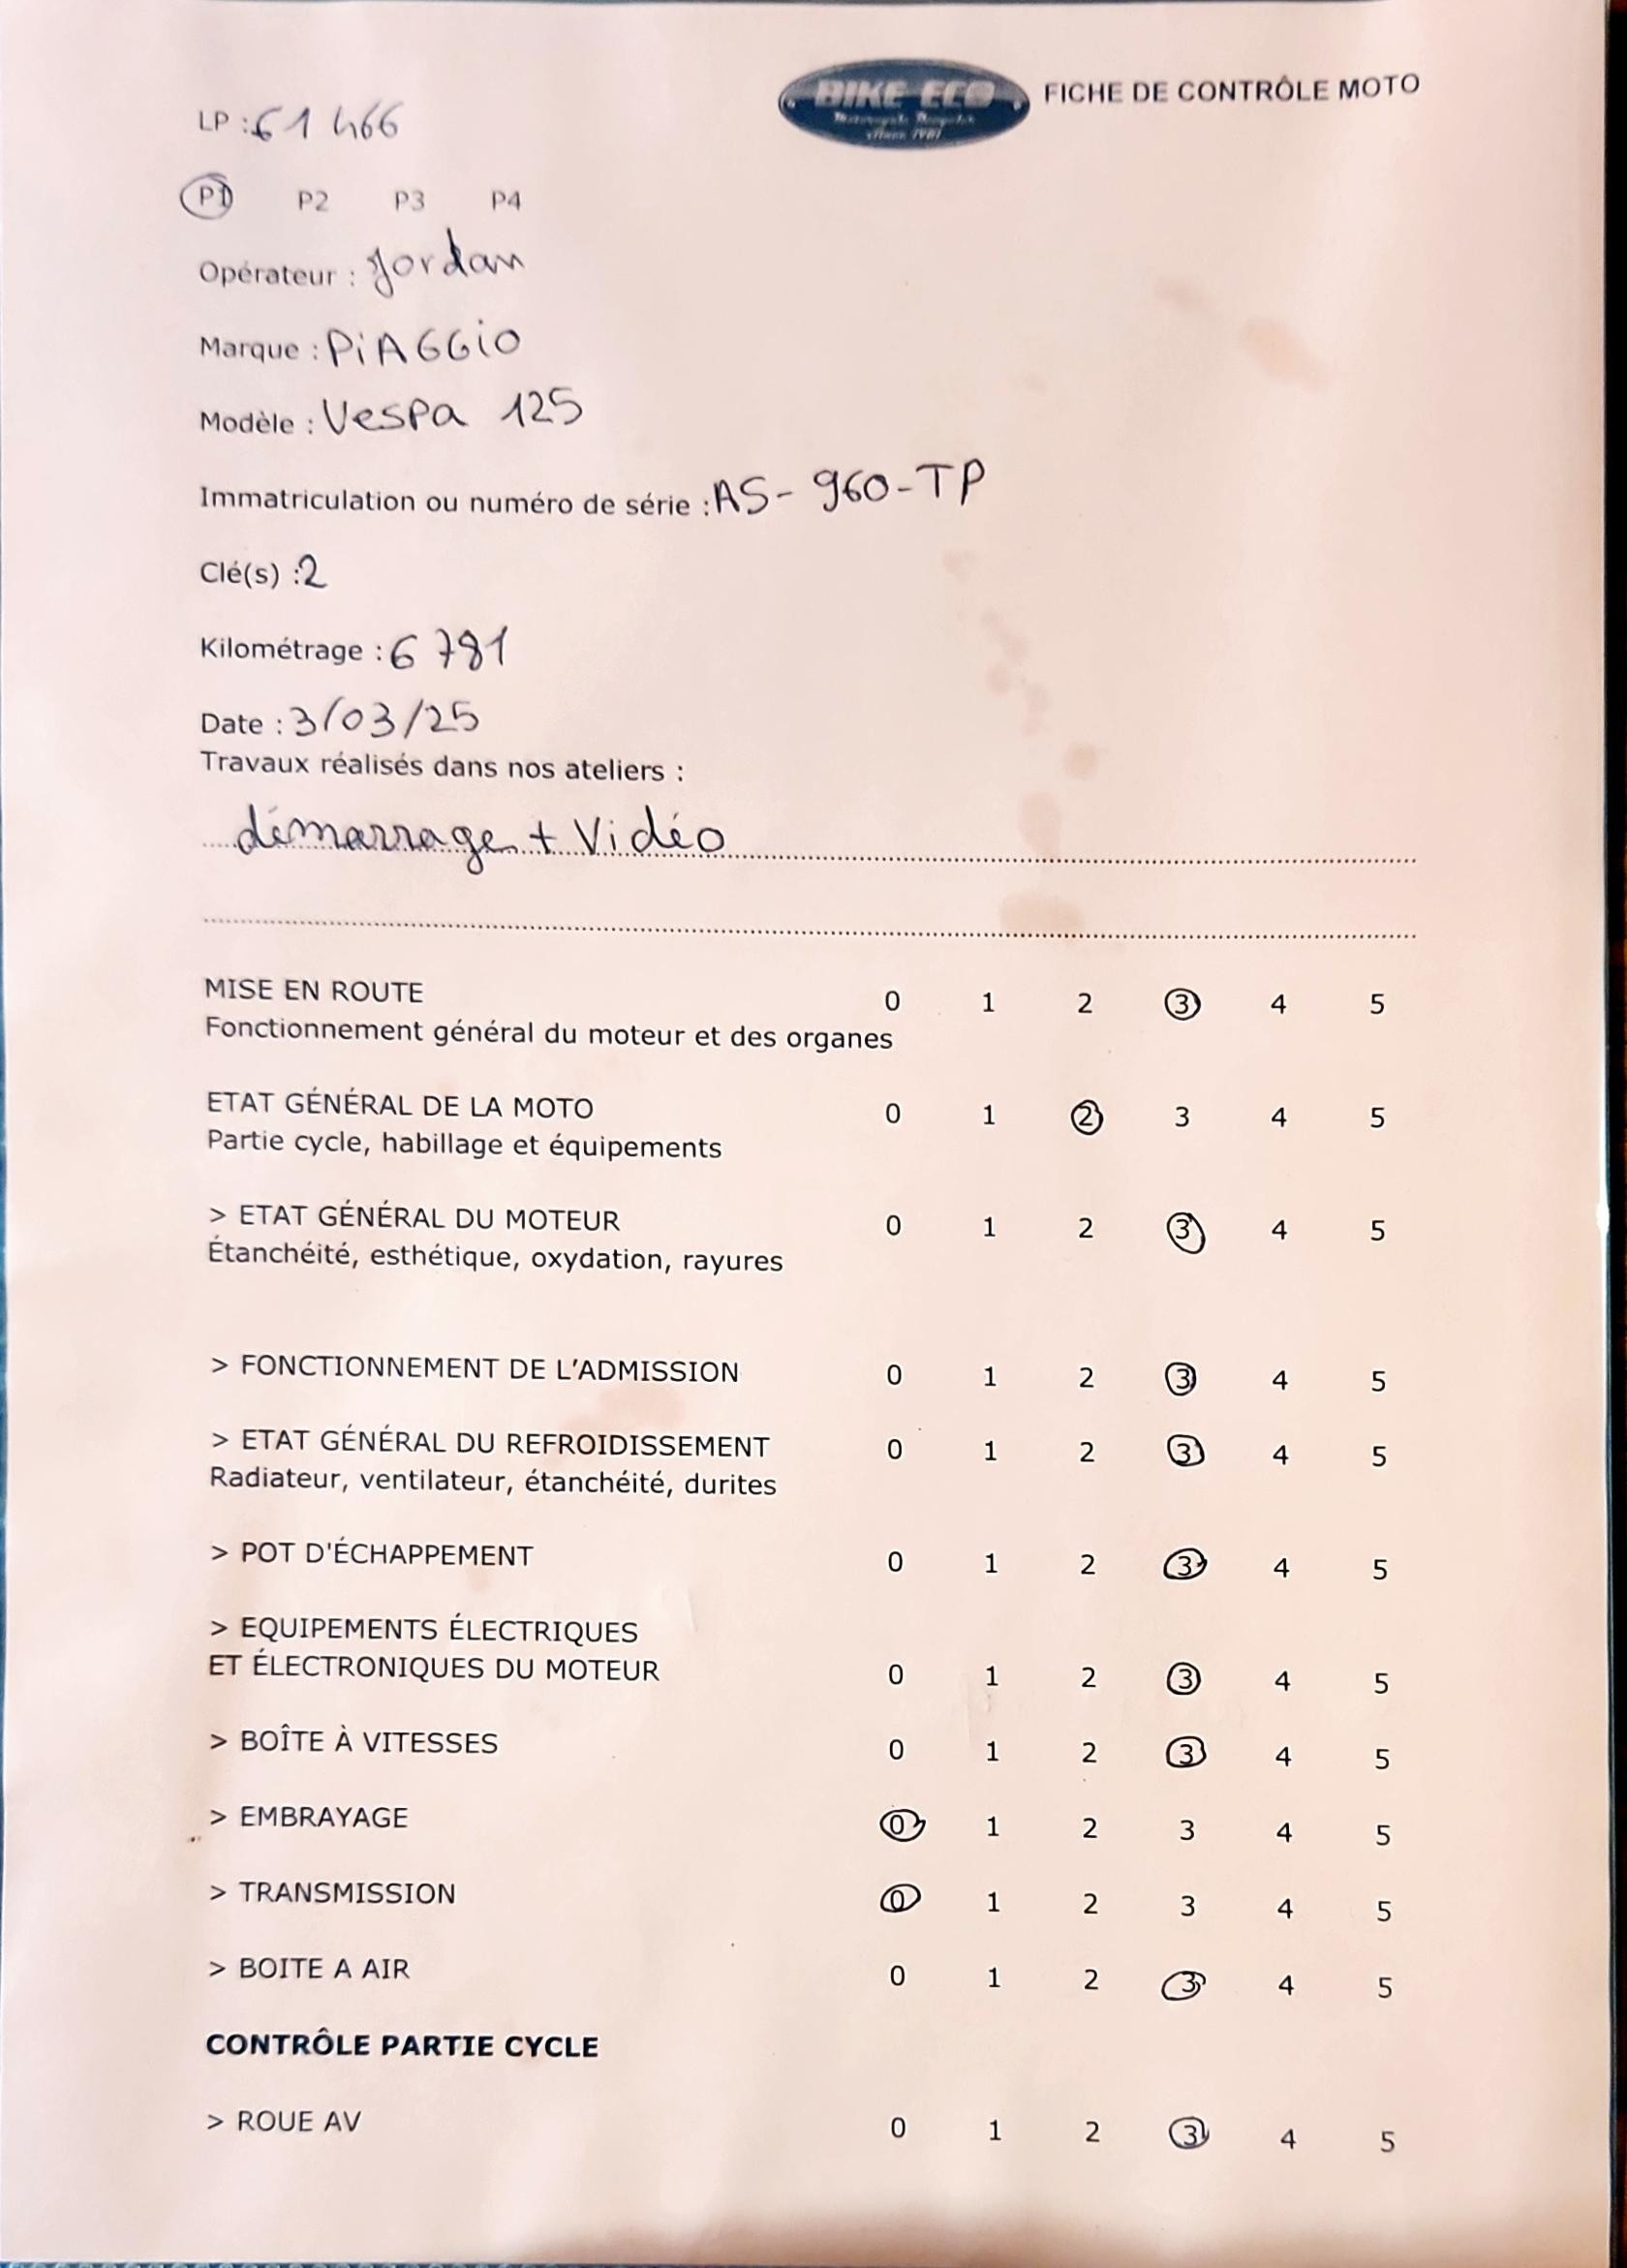 BIKE ECO
Motorcycle Recycler
Since 1981
FICHE DE CONTRÔLE MOTO
LP : 61 466
P1 P2 P3 P4
Opérateur : Jordan
Marque : PiAGGiO
Modèle : Vespa 125
Immatriculation ou numéro de série : AS-960-TP
Clé(s) : 2
Kilométrage : 6 781
Date : 3/03/25
Travaux réalisés dans nos ateliers :
démarrage + Vidéo
MISE EN ROUTE 0 1 2 3 4 5
Fonctionnement général du moteur et des organes
ETAT GÉNÉRAL DE LA MOTO 0 1 2 3 4 5
Partie cycle, habillage et équipements
> ETAT GÉNÉRAL DU MOTEUR 0 1 2 3 4 5
Étanchéité, esthétique, oxydation, rayures
> FONCTIONNEMENT DE L'ADMISSION 0 1 2 3 4 5
> ETAT GÉNÉRAL DU REFROIDISSEMENT 0 1 2 3 4 5
Radiateur, ventilateur, étanchéité, durites
> POT D'ÉCHAPPEMENT 0 1 2 3 4 5
> EQUIPEMENTS ÉLECTRIQUES
ET ÉLECTRONIQUES DU MOTEUR 0 1 2 3 4 5
> BOÎTE À VITESSES 0 1 2 3 4 5
> EMBRAYAGE 0 1 2 3 4 5
> TRANSMISSION 0 1 2 3 4 5
> BOITE A AIR 0 1 2 3 4 5
CONTRÔLE PARTIE CYCLE
> ROUE AV 0 1 2 3 4 5